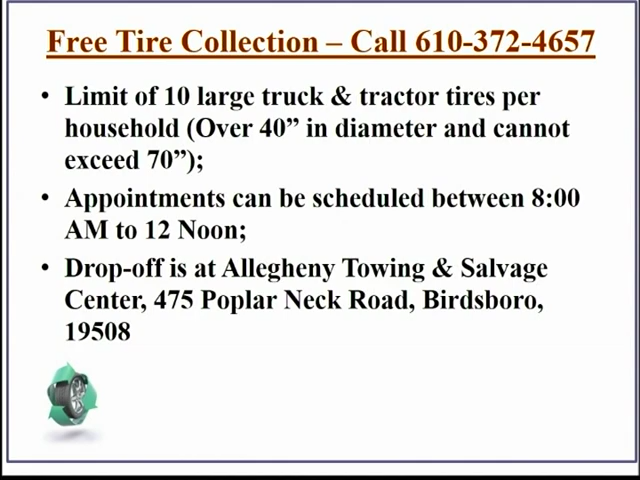 Free Tire Collection – Call 610-372-4657
• Limit of 10 large truck & tractor tires per
household (Over 40” in diameter and cannot
exceed 70”);
• Appointments can be scheduled between 8:00
AM to 12 Noon;
• Drop-off is at Allegheny Towing & Salvage
Center, 475 Poplar Neck Road, Birdsboro,
19508